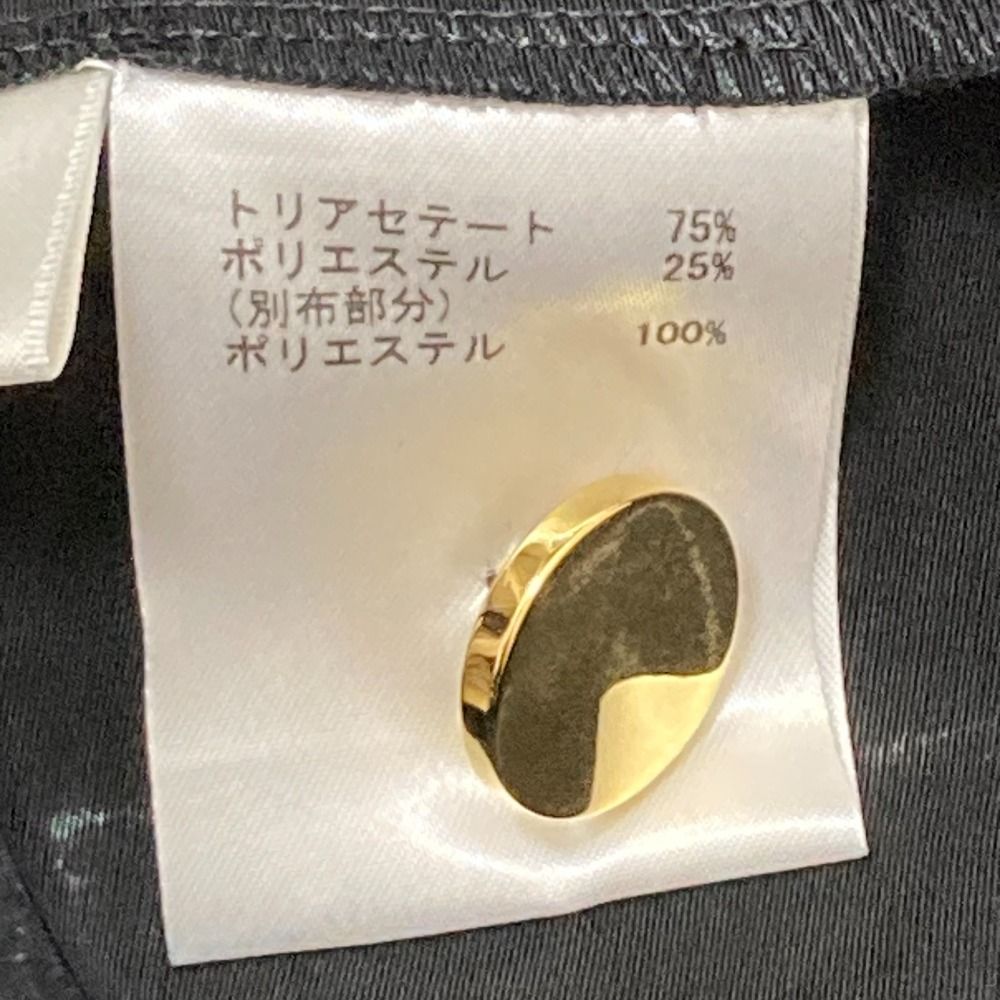 トリアセテート 75%
ポリエステル 25%
(別布部分)
ポリエステル 100%